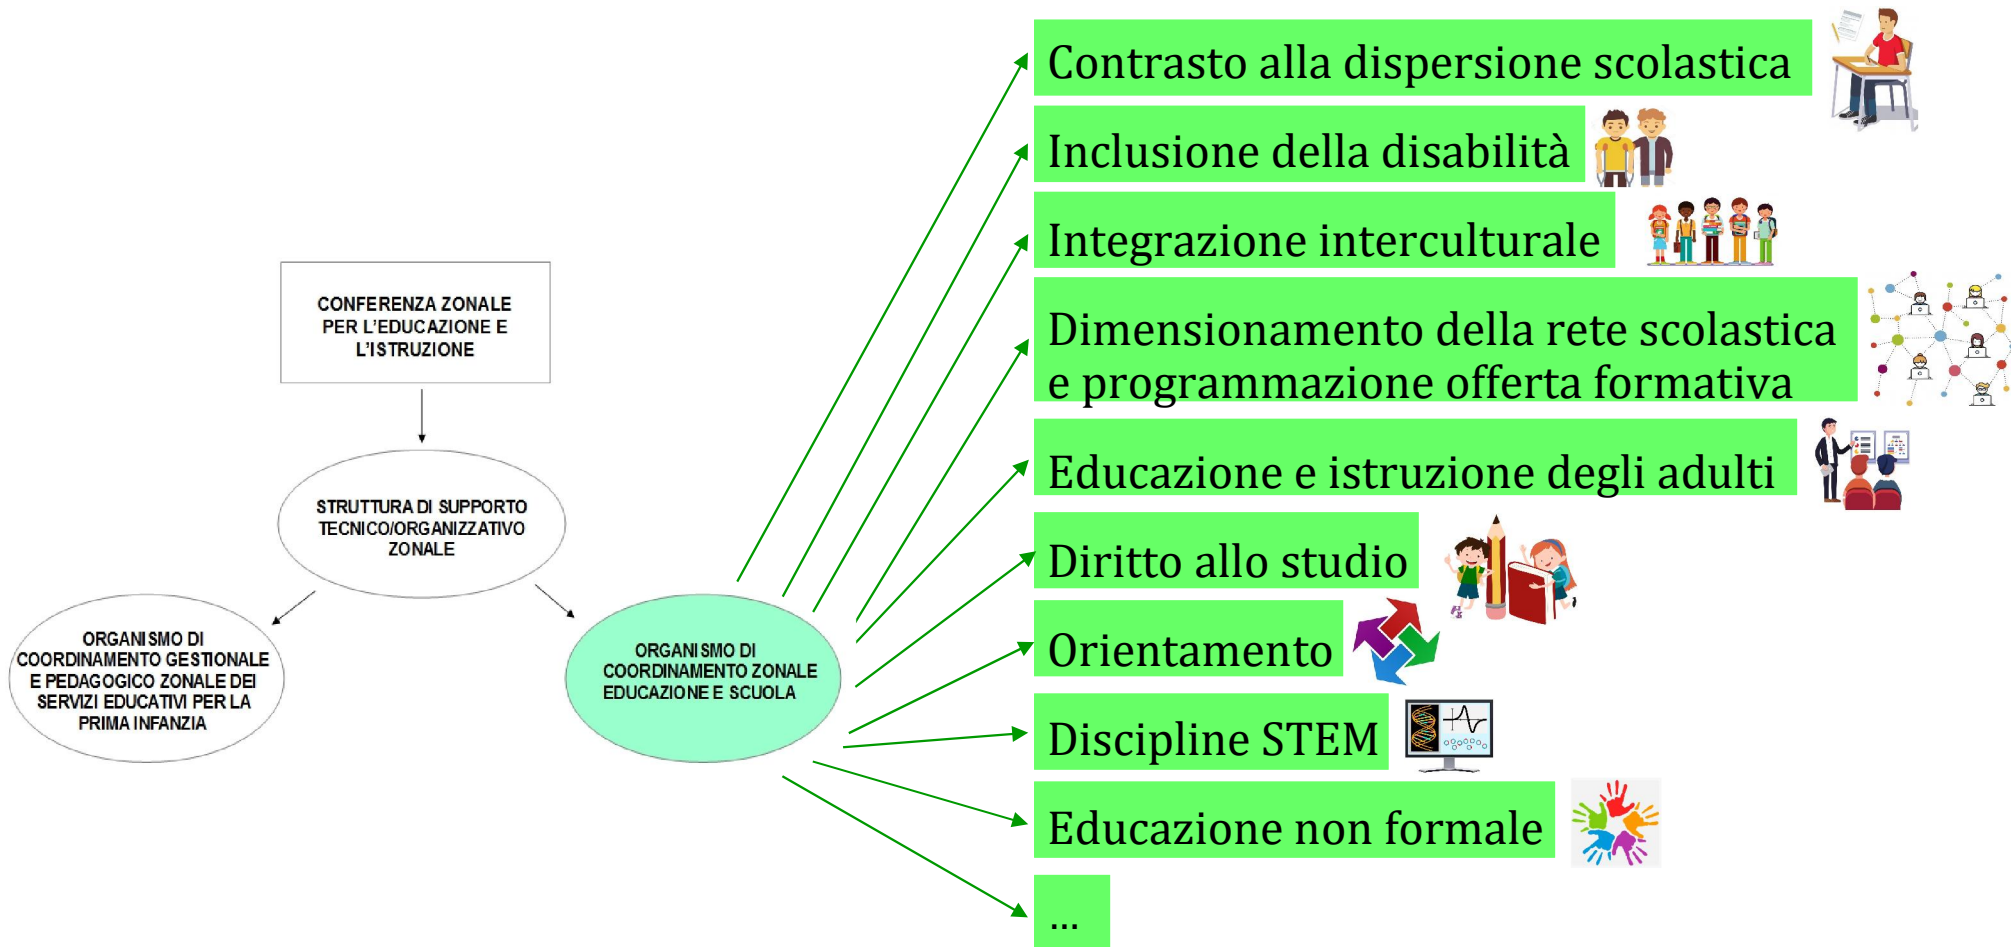 CONFERENZA ZONALE
PER L'EDUCAZIONE E
L'ISTRUZIONE
STRUTTURA DI SUPPORTO
TECNICO/ORGANIZZATIVO
ZONALE
ORGANISMO DI
COORDINAMENTO GESTIONALE
E PEDAGOGICO ZONALE DEI
SERVIZI EDUCATIVI PER LA
PRIMA INFANZIA
ORGANISMO DI
COORDINAMENTO ZONALE
EDUCAZIONE E SCUOLA
Contrasto alla dispersione scolastica
Inclusione della disabilità
Integrazione interculturale
Dimensionamento della rete scolastica
e programmazione offerta formativa
Educazione e istruzione degli adulti
Diritto allo studio
Orientamento
Discipline STEM
Educazione non formale
...